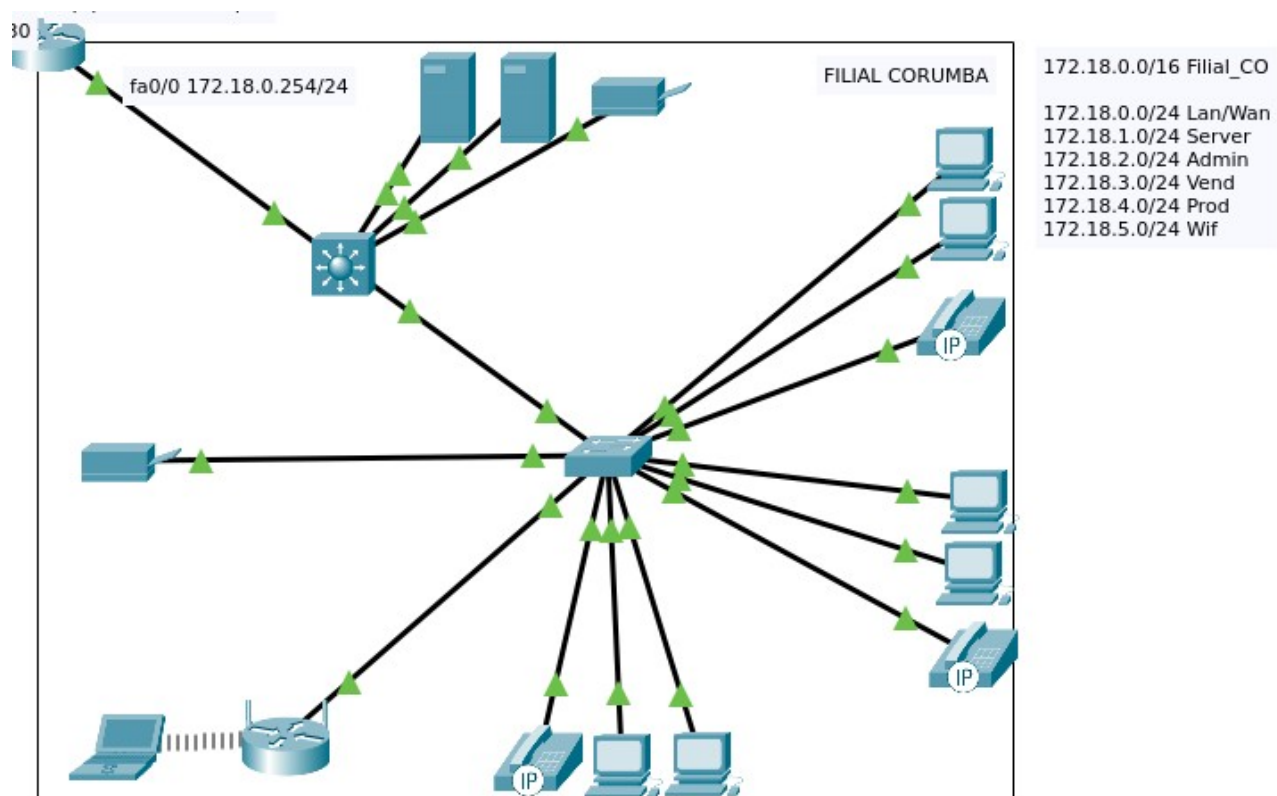 30
fa0/0 172.18.0.254/24
FILIAL CORUMBA
172.18.0.0/16 Filial_CO
172.18.0.0/24 Lan/Wan
172.18.1.0/24 Server
172.18.2.0/24 Admin
172.18.3.0/24 Vend
172.18.4.0/24 Prod
172.18.5.0/24 Wif
IP
IP
IP